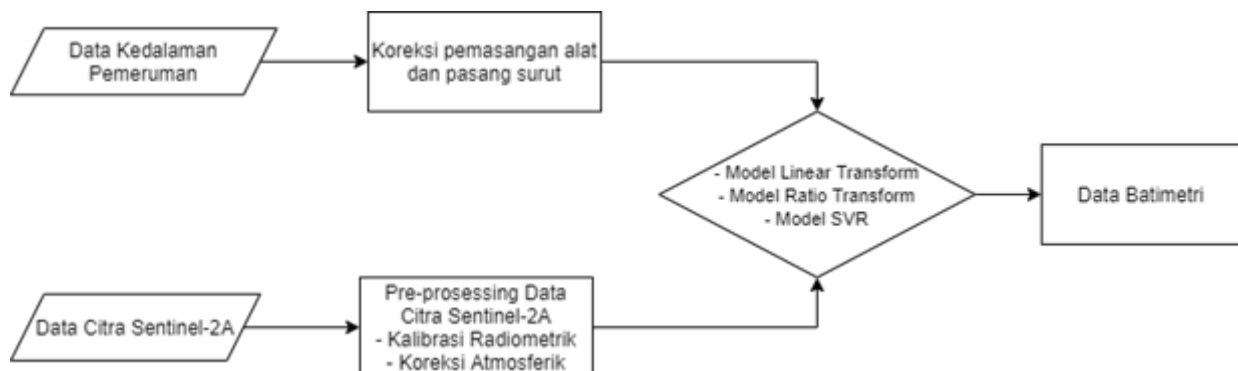 Data Kedalaman
Pemeruman
Koreksi pemasangan alat
dan pasang surut
- Model Linear Transform
- Model Ratio Transform
- Model SVR
Data Batimetri
Data Citra Sentinel-2A
Pre-prosessing Data
Citra Sentinel-2A
- Kalibrasi Radiometrik
- Koreksi Atmosferik